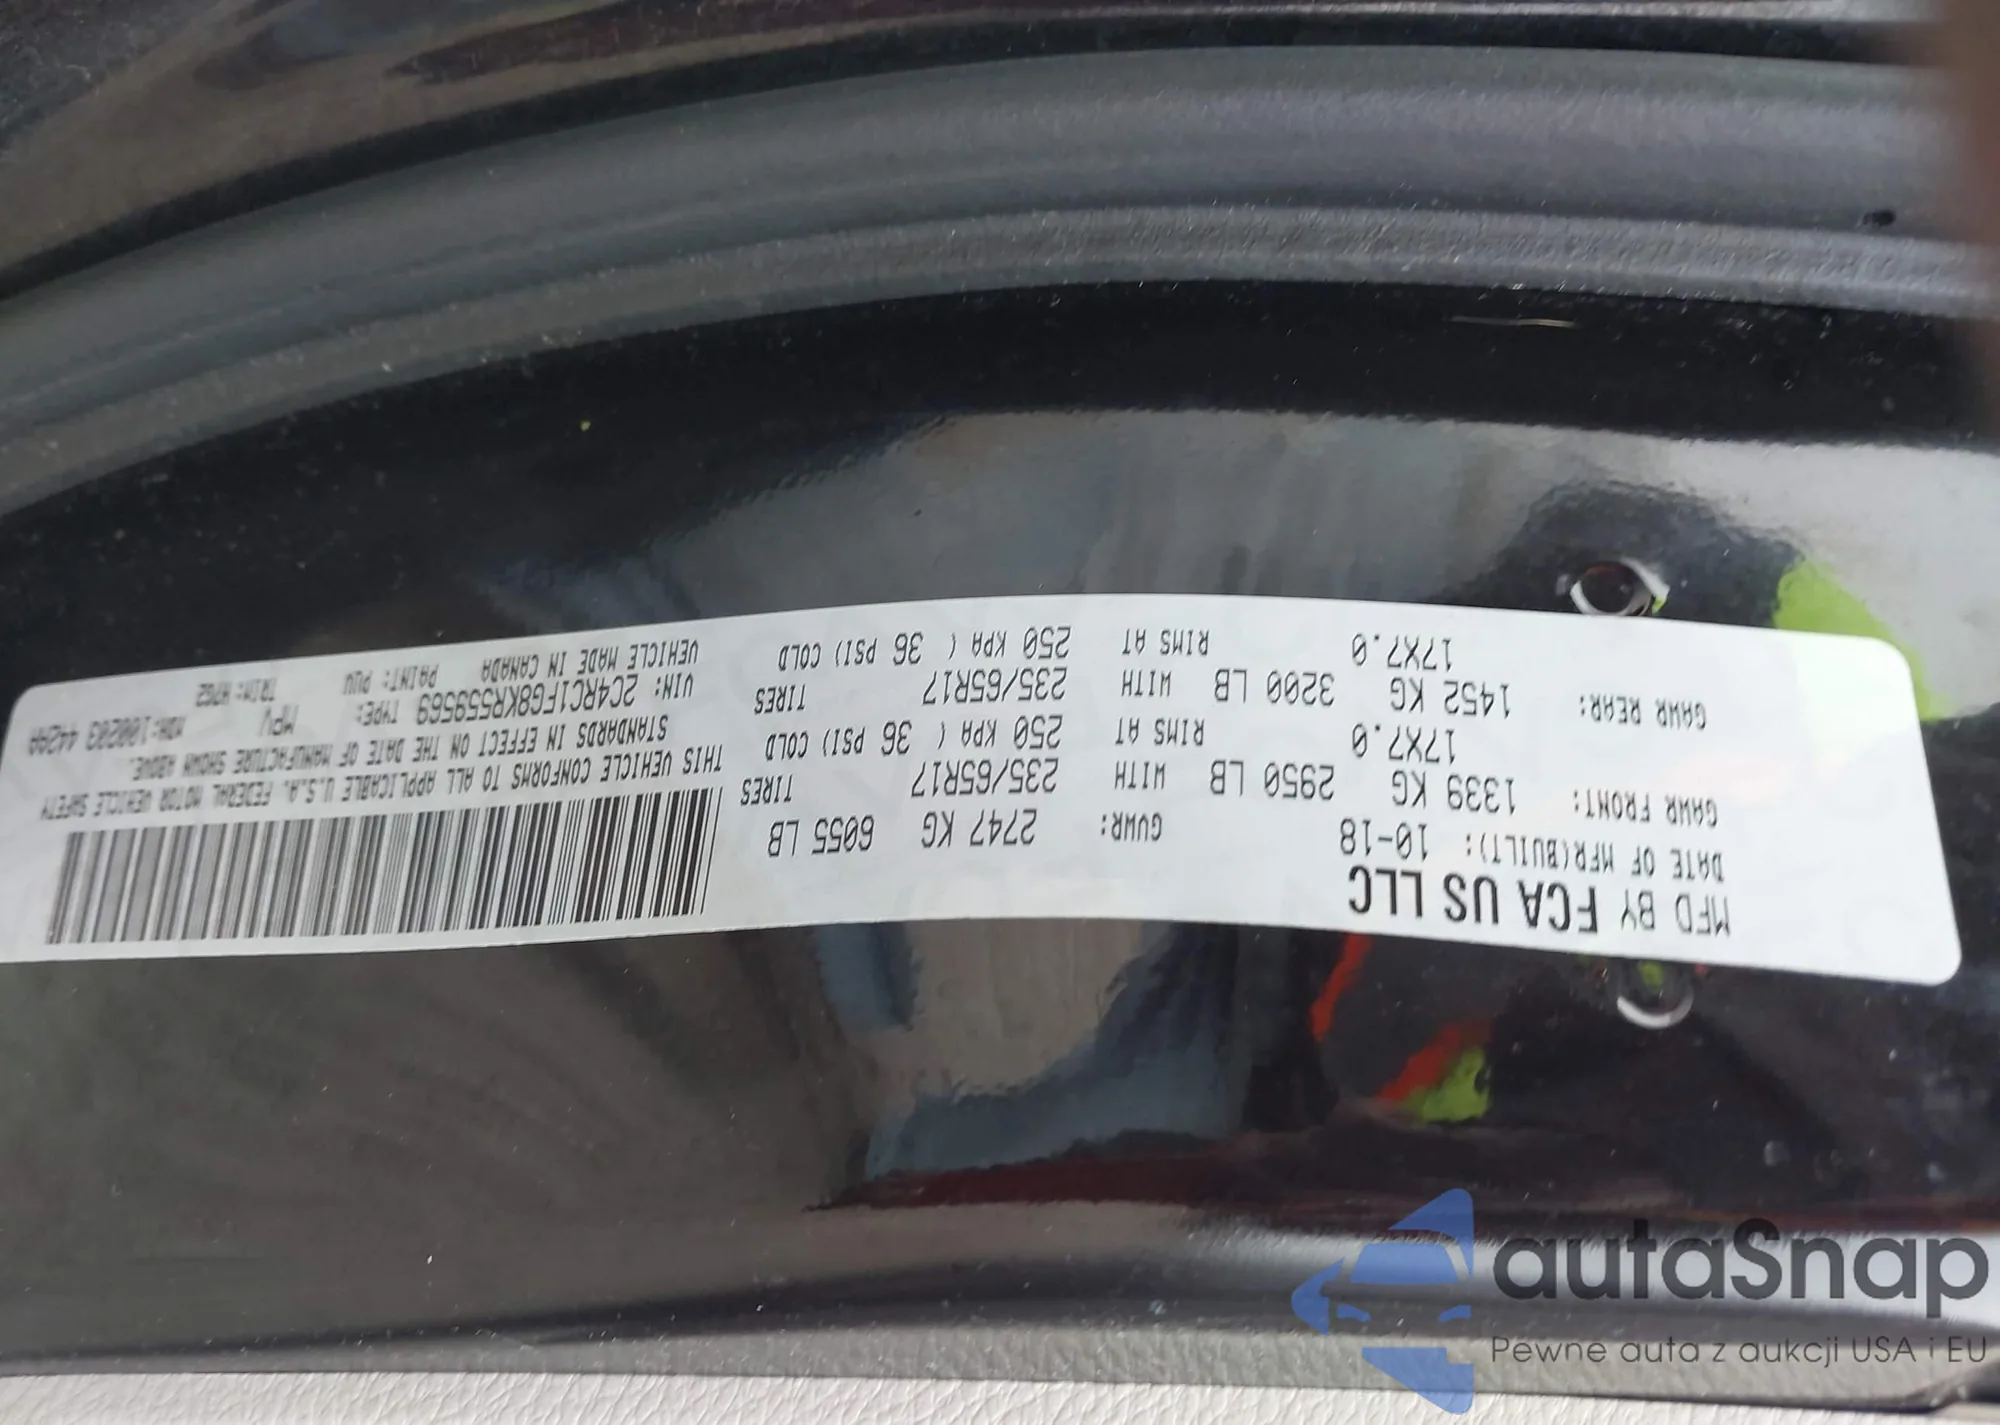 MFD BY FCA US LLC
DATE OF MFR(BUILT): 10-18
GVWR: 2747 KG 6055 LB
GAWR FRONT: 1339 KG 2950 LB WITH 235/65R17 TIRES
17X7.0 RIMS AT 250 KPA ( 36 PSI) COLD
GAWR REAR: 1452 KG 3200 LB WITH 235/65R17 TIRES
17X7.0 RIMS AT 250 KPA ( 36 PSI) COLD
THIS VEHICLE CONFORMS TO ALL APPLICABLE U.S.A. FEDERAL MOTOR VEHICLE SAFETY
STANDARDS IN EFFECT ON THE DATE OF MANUFACTURE SHOWN ABOVE.
VIN: 2C4RC1FG8KR559569 TYPE: MPV MDH:100203 442AA
VEHICLE MADE IN CANADA PAINT: PUU TRIM: H7G2
autaSnap
Pewne auta z aukcji USA i EU